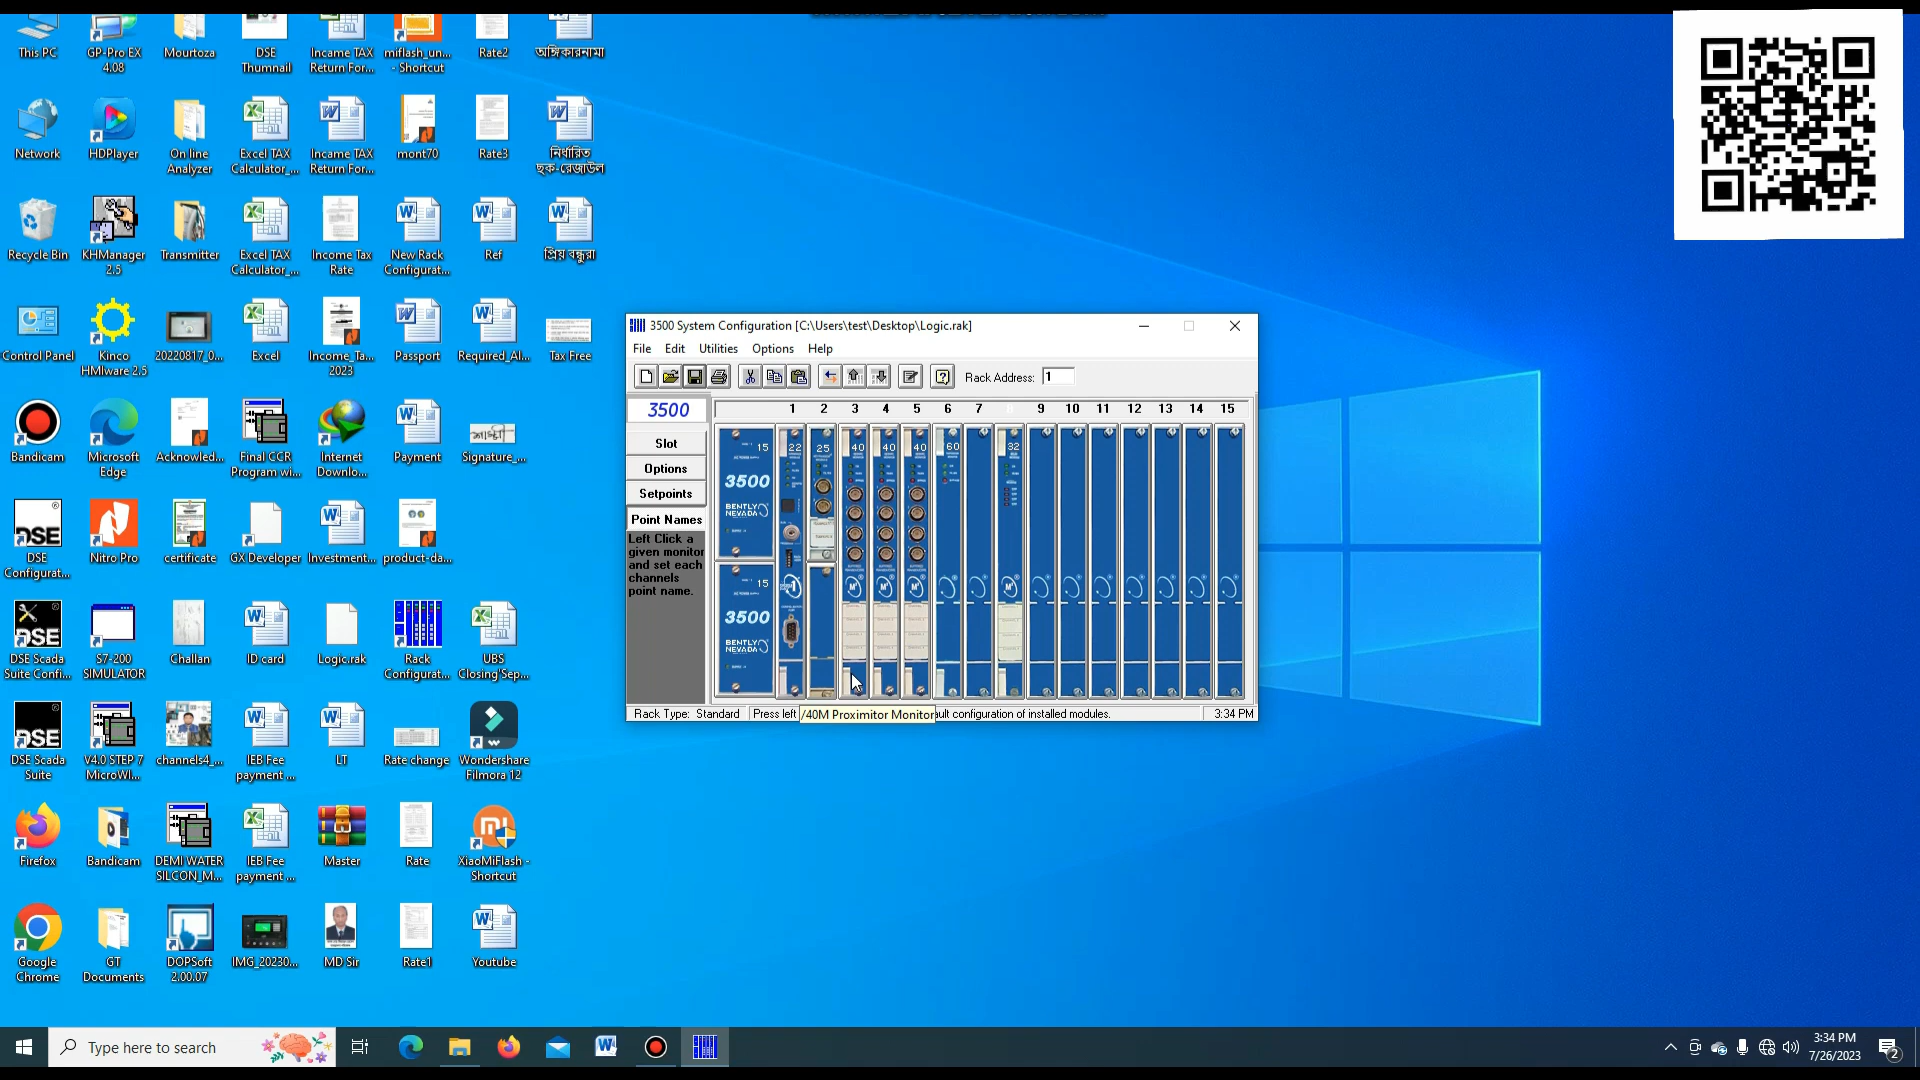 This PC
GP-Pro EX
4.08
Mourtoza
DSE
Thumnail
Incame TAX
Return For...
miflash_un...
- Shortcut
Rate2
অঙ্গিকারনামা
Network
HDPlayer
On line
Analyzer
Excel TAX
Calculator_...
Incame TAX
Return For...
mont70
Rate3
নির্ধারিত
ছক-রেজাউল
Recycle Bin
KHManager
2.5
Transmitter
Excel TAX
Calculator_...
Income Tax
Rate
New Rack
Configurat...
Ref
প্রিয় বন্ধুরা
Control Panel
Kinco
HMIware 2.5
20220817_0...
Excel
Income_Ta...
2023
Passport
Required_Al...
Tax Free
Bandicam
Microsoft
Edge
Acknowled...
Final CCR
Program wi...
Internet
Downlo...
Payment
Signature_...
DSE
DSE
Configurat...
Nitro Pro
certificate
GX Developer
Investment...
product-da...
DSE
DSE Scada
Suite Confi...
S7-200
SIMULATOR
Challan
ID card
Logic.rak
Rack
Configurat...
UBS
Closing'Sep...
DSE
DSE Scada
Suite
V4.0 STEP 7
MicroWI...
channels4_...
IEB Fee
payment ...
LT
Rate change
Wondershare
Filmora 12
Firefox
Bandicam
DEMI WATER
SILCON_M...
IEB Fee
payment ...
Master
Rate
XiaoMiFlash -
Shortcut
Google
Chrome
GT
Documents
DOPSoft
2.00.07
IMG_20230...
MD Sir
Rate1
Youtube
3500 System Configuration [C:\Users\test\Desktop\Logic.rak]
File Edit Utilities Options Help
Rack Address: 1
3500
1 2 3 4 5 6 7 8 9 10 11 12 13 14 15
Slot
Options
Setpoints
Point Names
Left Click a
given monitor
and set each
channels
point name.
15 22 25 40 40 40 60 32
3500
BENTLY
NEVADA
15
3500
BENTLY
NEVADA
Rack Type: Standard Press left /40M Proximitor Monitor ault configuration of installed modules. 3:34 PM
Type here to search
3:34 PM
7/26/2023
2